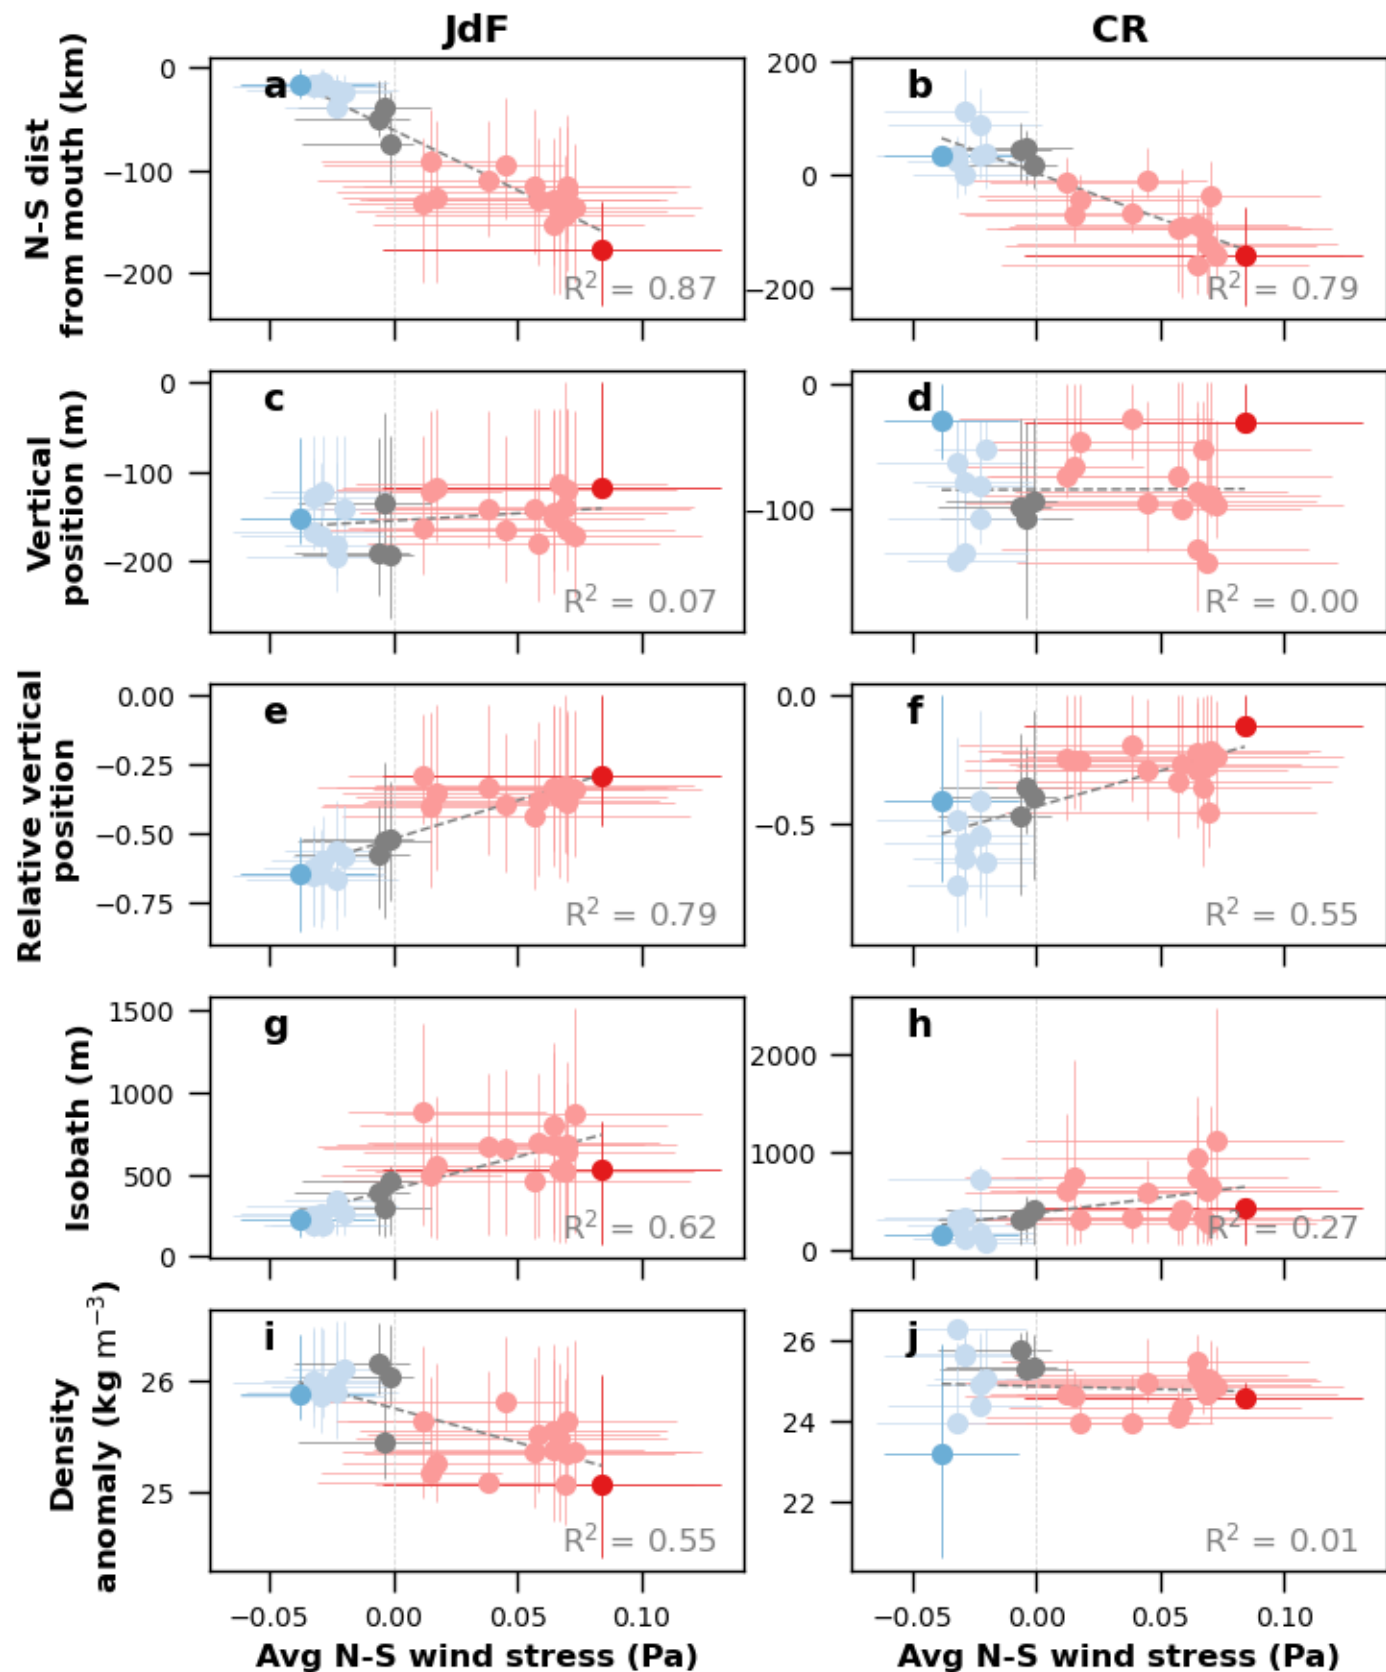 JdF
CR
N-S dist
from mouth (km)
0
−100
−200
a
R² = 0.87
200
0
−200
b
R² = 0.79
Vertical
position (m)
0
−100
−200
c
R² = 0.07
0
−100
d
R² = 0.00
Relative vertical
position
0.00
−0.25
−0.50
−0.75
e
R² = 0.79
0.0
−0.5
f
R² = 0.55
Isobath (m)
1500
1000
500
0
g
R² = 0.62
2000
1000
0
h
R² = 0.27
Density
anomaly (kg m⁻³)
26
25
i
R² = 0.55
26
24
22
j
R² = 0.01
−0.05 0.00 0.05 0.10
−0.05 0.00 0.05 0.10
Avg N-S wind stress (Pa)
Avg N-S wind stress (Pa)